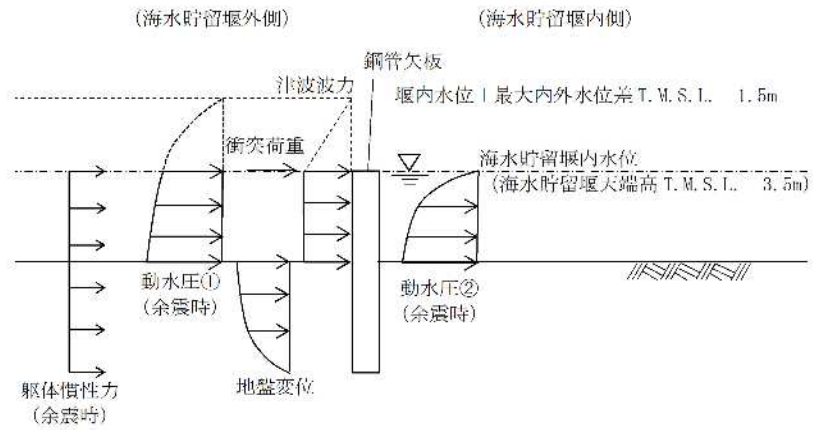 (海水貯留堰外側)
(海水貯留堰内側)
鋼管矢板
津波波力
堰内水位+最大内外水位差 T.M.S.L. 1.5m
衝突荷重
海水貯留堰内水位
(海水貯留堰天端高 T.M.S.L. 3.5m)
動水圧①
(余震時)
動水圧②
(余震時)
躯体慣性力
(余震時)
地盤変位